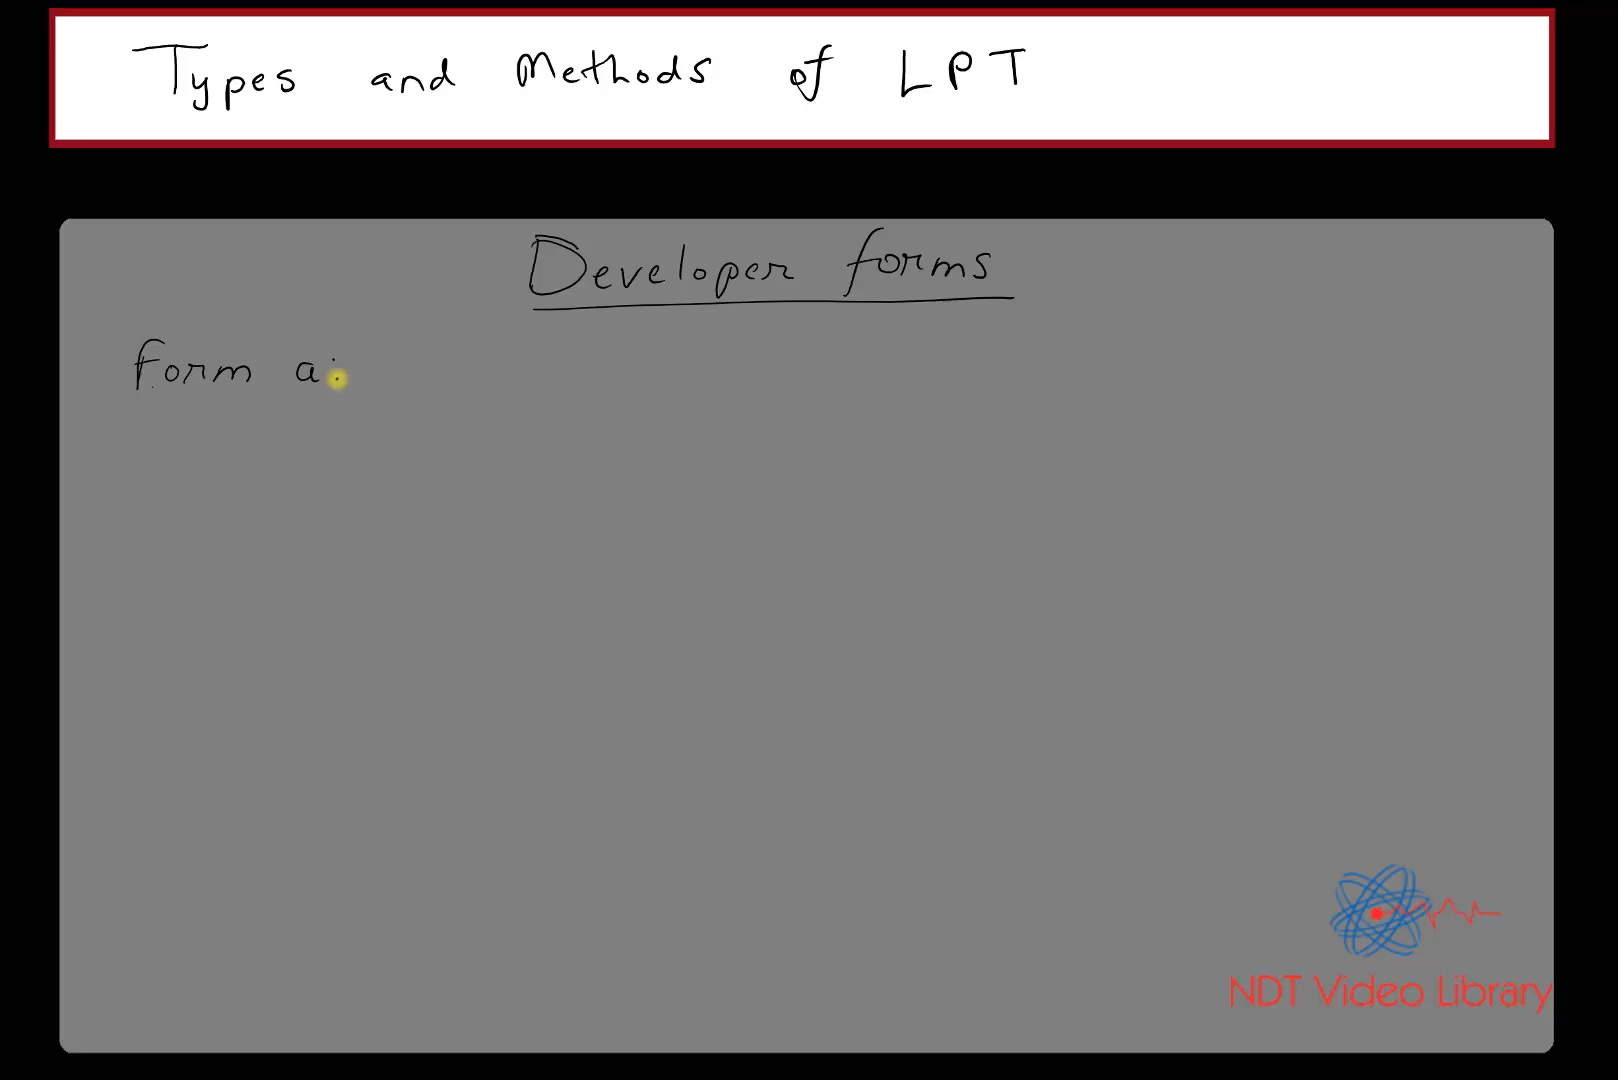 Types and Methods of LPT
Developer forms
Form a:
NDT Video Library